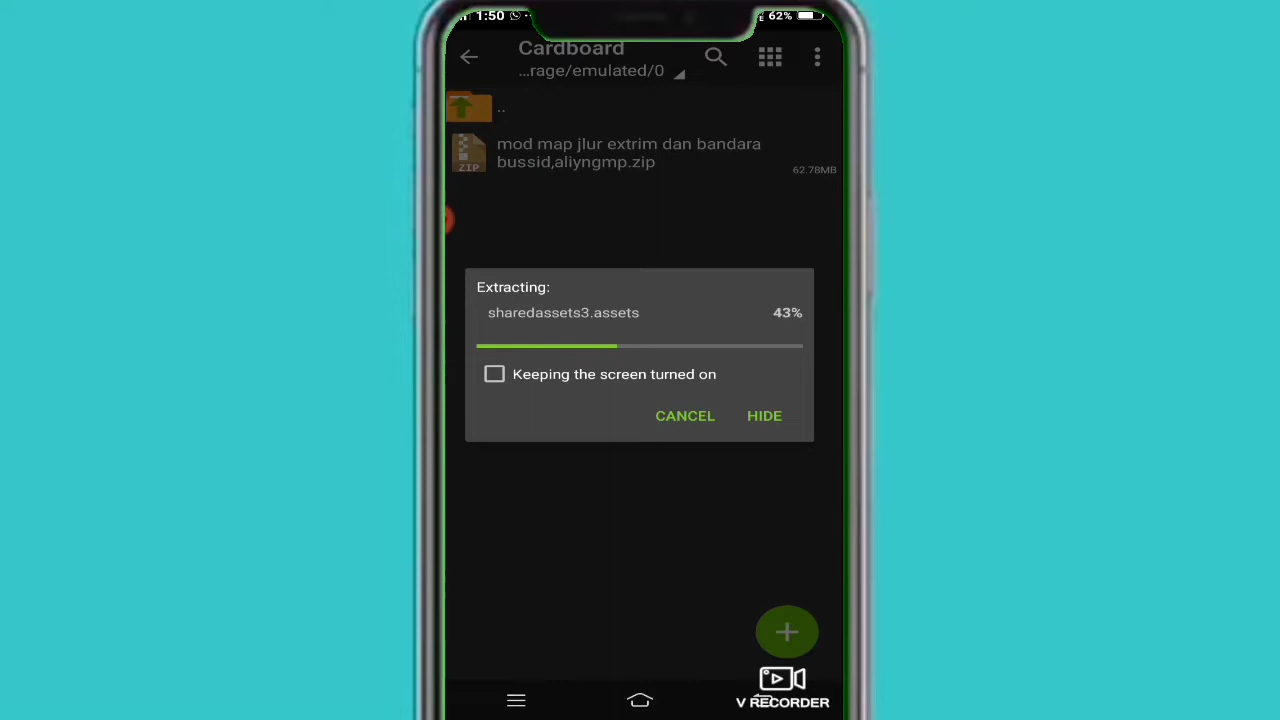 1:50
62%
Cardboard
...rage/emulated/0
..
mod map jlur extrim dan bandara
bussid,aliyngmp.zip
ZIP
62.78MB
Extracting:
sharedassets3.assets 43%
Keeping the screen turned on
CANCEL HIDE
V RECORDER